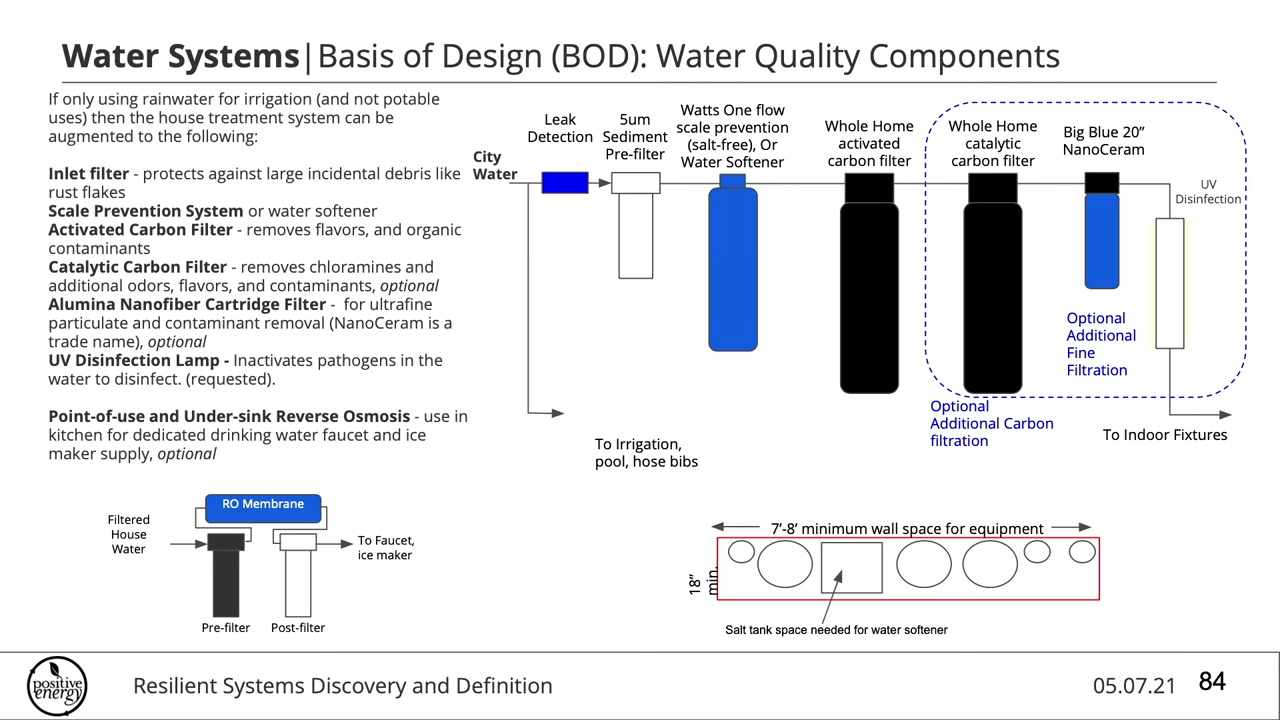 Water Systems|Basis of Design (BOD): Water Quality Components
If only using rainwater for irrigation (and not potable
uses) then the house treatment system can be
augmented to the following:
Inlet filter - protects against large incidental debris like
rust flakes
Scale Prevention System or water softener
Activated Carbon Filter - removes flavors, and organic
contaminants
Catalytic Carbon Filter - removes chloramines and
additional odors, flavors, and contaminants, optional
Alumina Nanofiber Cartridge Filter -  for ultrafine
particulate and contaminant removal (NanoCeram is a
trade name), optional
UV Disinfection Lamp - Inactivates pathogens in the
water to disinfect. (requested).
Point-of-use and Under-sink Reverse Osmosis - use in
kitchen for dedicated drinking water faucet and ice
maker supply, optional
City
Water
Leak
Detection
5um
Sediment
Pre-filter
Watts One flow
scale prevention
(salt-free), Or
Water Softener
Whole Home
activated
carbon filter
Whole Home
catalytic
carbon filter
Big Blue 20”
NanoCeram
UV
Disinfection
Optional
Additional
Fine
Filtration
Optional
Additional Carbon
filtration
To Indoor Fixtures
To Irrigation,
pool, hose bibs
RO Membrane
Filtered
House
Water
To Faucet,
ice maker
Pre-filter
Post-filter
7’-8’ minimum wall space for equipment
18”
min.
Salt tank space needed for water softener
positive
energy
Resilient Systems Discovery and Definition
05.07.21
84